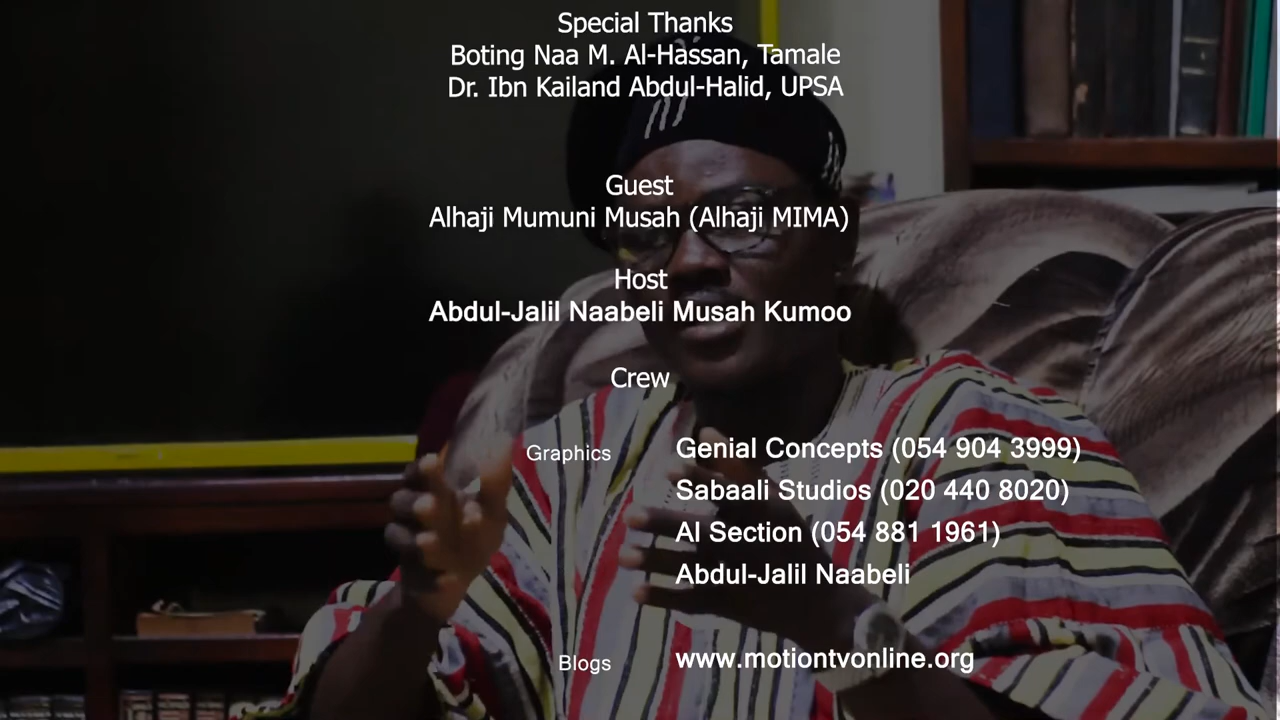 Special Thanks
Boting Naa M. Al-Hassan, Tamale
Dr. Ibn Kailand Abdul-Halid, UPSA
Guest
Alhaji Mumuni Musah (Alhaji MIMA)
Host
Abdul-Jalil Naabeli Musah Kumoo
Crew
Graphics Genial Concepts (054 904 3999)
Sabaali Studios (020 440 8020)
Al Section (054 881 1961)
Abdul-Jalil Naabeli
Blogs www.motiontvonline.org